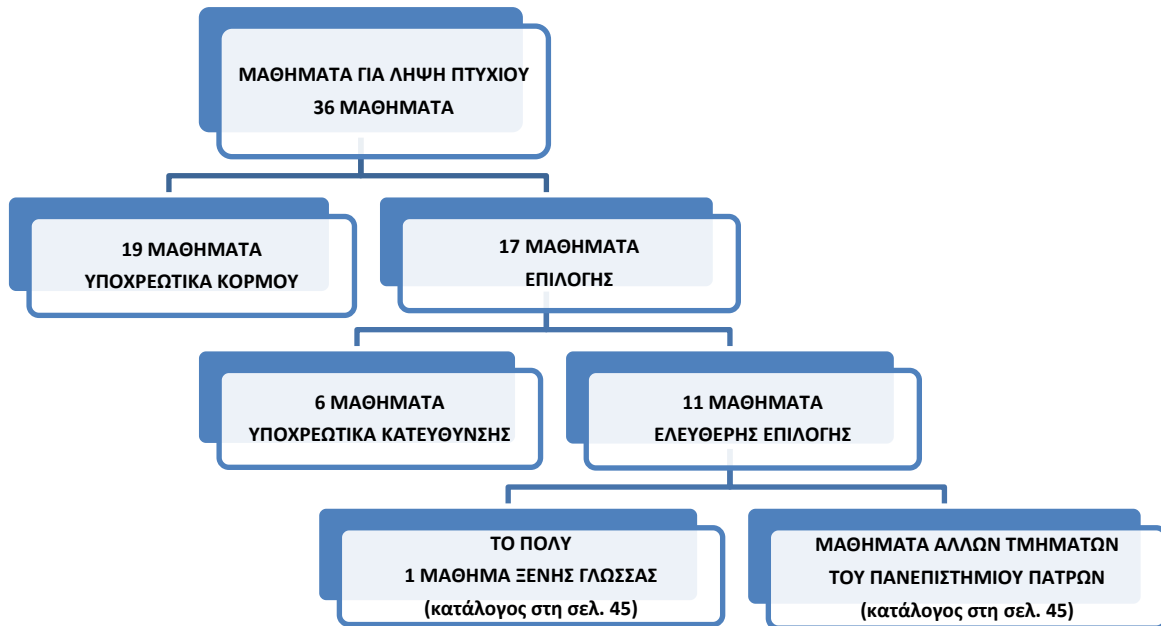 ΜΑΘΗΜΑΤΑ ΓΙΑ ΛΗΨΗ ΠΤΥΧΙΟΥ
36 ΜΑΘΗΜΑΤΑ
19 ΜΑΘΗΜΑΤΑ
ΥΠΟΧΡΕΩΤΙΚΑ ΚΟΡΜΟΥ
17 ΜΑΘΗΜΑΤΑ
ΕΠΙΛΟΓΗΣ
6 ΜΑΘΗΜΑΤΑ
ΥΠΟΧΡΕΩΤΙΚΑ ΚΑΤΕΥΘΥΝΣΗΣ
11 ΜΑΘΗΜΑΤΑ
ΕΛΕΥΘΕΡΗΣ ΕΠΙΛΟΓΗΣ
ΤΟ ΠΟΛΥ
1 ΜΑΘΗΜΑ ΞΕΝΗΣ ΓΛΩΣΣΑΣ
(κατάλογος στη σελ. 45)
ΜΑΘΗΜΑΤΑ ΑΛΛΩΝ ΤΜΗΜΑΤΩΝ
ΤΟΥ ΠΑΝΕΠΙΣΤΗΜΙΟΥ ΠΑΤΡΩΝ
(κατάλογος στη σελ. 45)